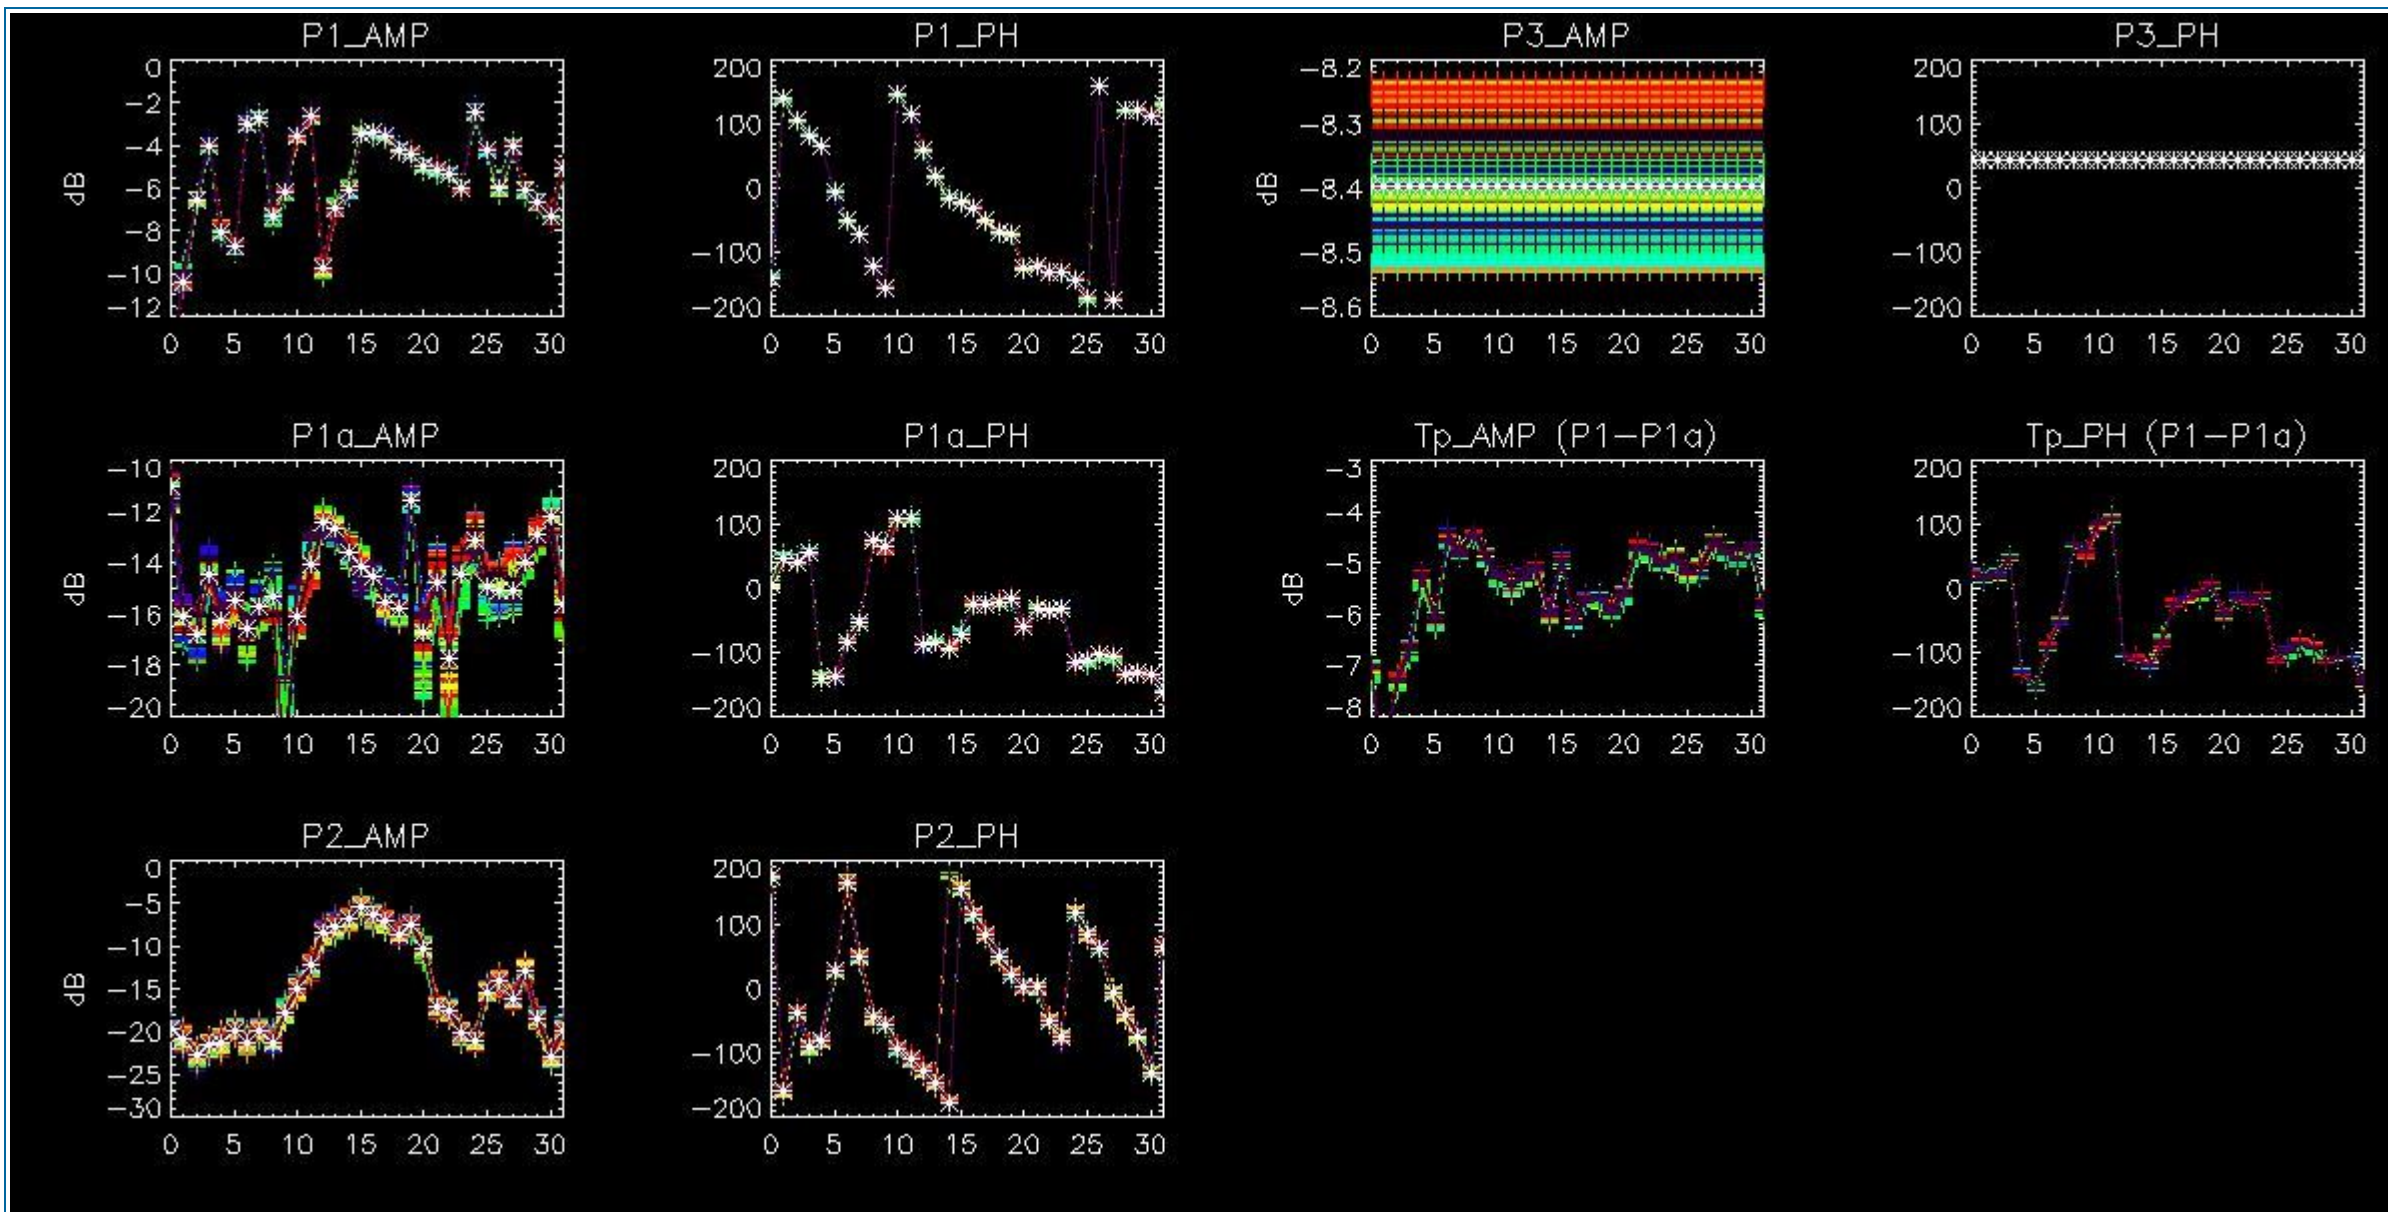 P1_AMP
0
−2
−4
−6
−8
−10
−12
dB
0 5 10 15 20 25 30
P1_PH
200
100
0
−100
−200
0 5 10 15 20 25 30
P3_AMP
−8.2
−8.3
−8.4
−8.5
−8.6
dB
0 5 10 15 20 25 30
P3_PH
200
100
0
−100
−200
0 5 10 15 20 25 30
P1a_AMP
−10
−12
−14
−16
−18
−20
dB
0 5 10 15 20 25 30
P1a_PH
200
100
0
−100
−200
0 5 10 15 20 25 30
Tp_AMP (P1−P1a)
−3
−4
−5
−6
−7
−8
dB
0 5 10 15 20 25 30
Tp_PH (P1−P1a)
200
100
0
−100
−200
0 5 10 15 20 25 30
P2_AMP
0
−5
−10
−15
−20
−25
−30
dB
0 5 10 15 20 25 30
P2_PH
200
100
0
−100
−200
0 5 10 15 20 25 30